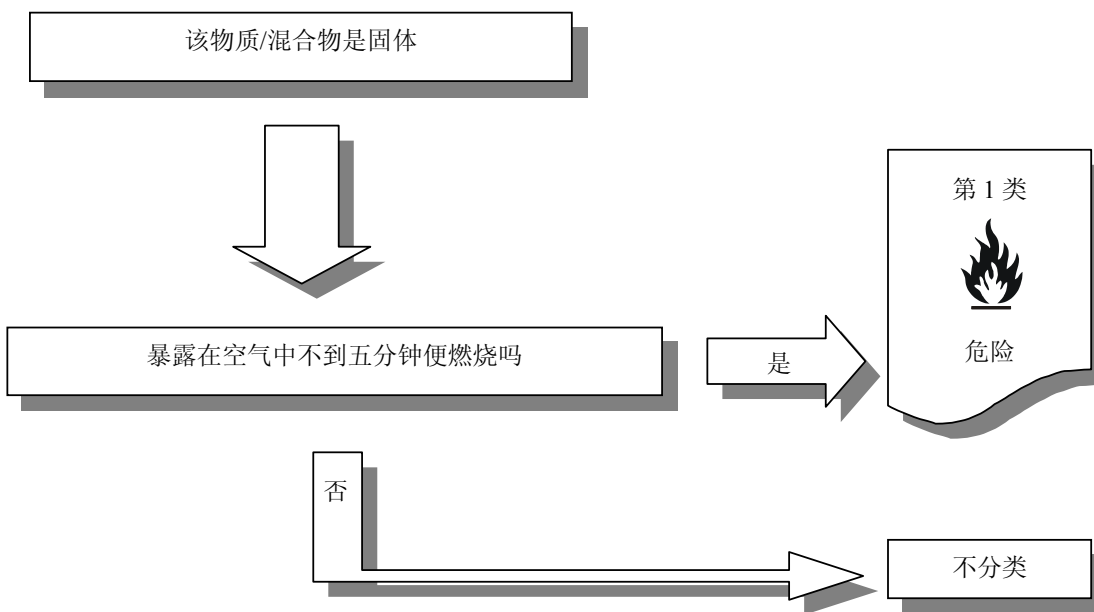 该物质/混合物是固体
第 1 类
危险
暴露在空气中不到五分钟便燃烧吗
是
否
不分类